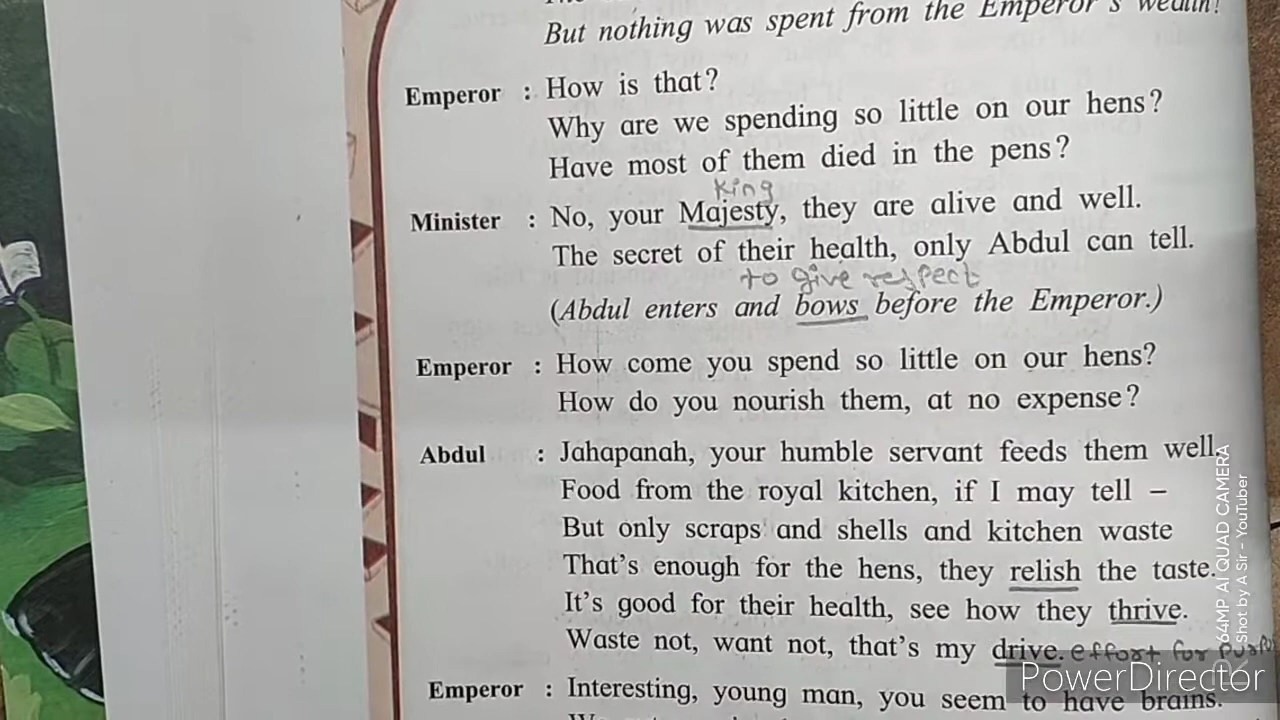 But nothing was spent from the Emperor's wealth!
Emperor : How is that?
Why are we spending so little on our hens?
Have most of them died in the pens?
King
Minister : No, your Majesty, they are alive and well.
The secret of their health, only Abdul can tell.
to give respect
(Abdul enters and bows before the Emperor.)
Emperor : How come you spend so little on our hens?
How do you nourish them, at no expense?
Abdul : Jahapanah, your humble servant feeds them well,
Food from the royal kitchen, if I may tell –
But only scraps and shells and kitchen waste
That's enough for the hens, they relish the taste.
It's good for their health, see how they thrive.
Waste not, want not, that's my drive. effort for
Emperor : Interesting, young man, you seem to have brains.
64MP AI QUAD CAMERA
Shot by A Sir - YouTuber
PowerDirector